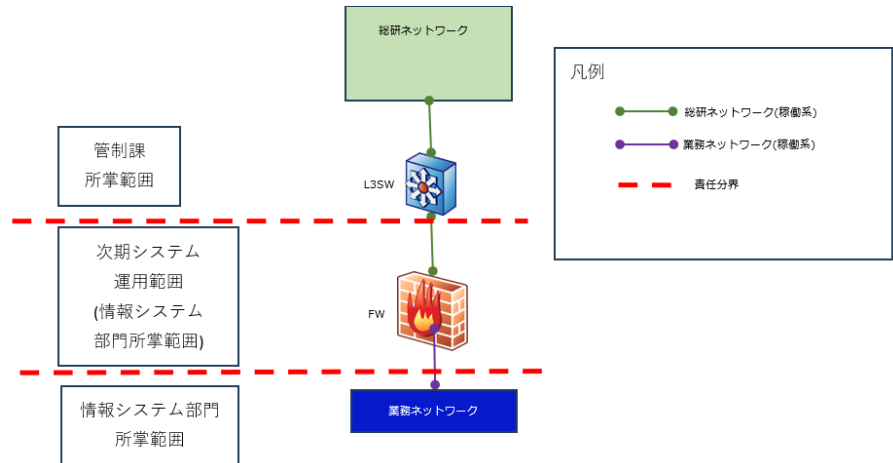 総研ネットワーク
凡例
総研ネットワーク(稼働系)
業務ネットワーク(稼働系)
責任分界
管制課
所掌範囲
L3SW
次期システム
運用範囲
(情報システム
部門所掌範囲)
FW
情報システム部門
所掌範囲
業務ネットワーク